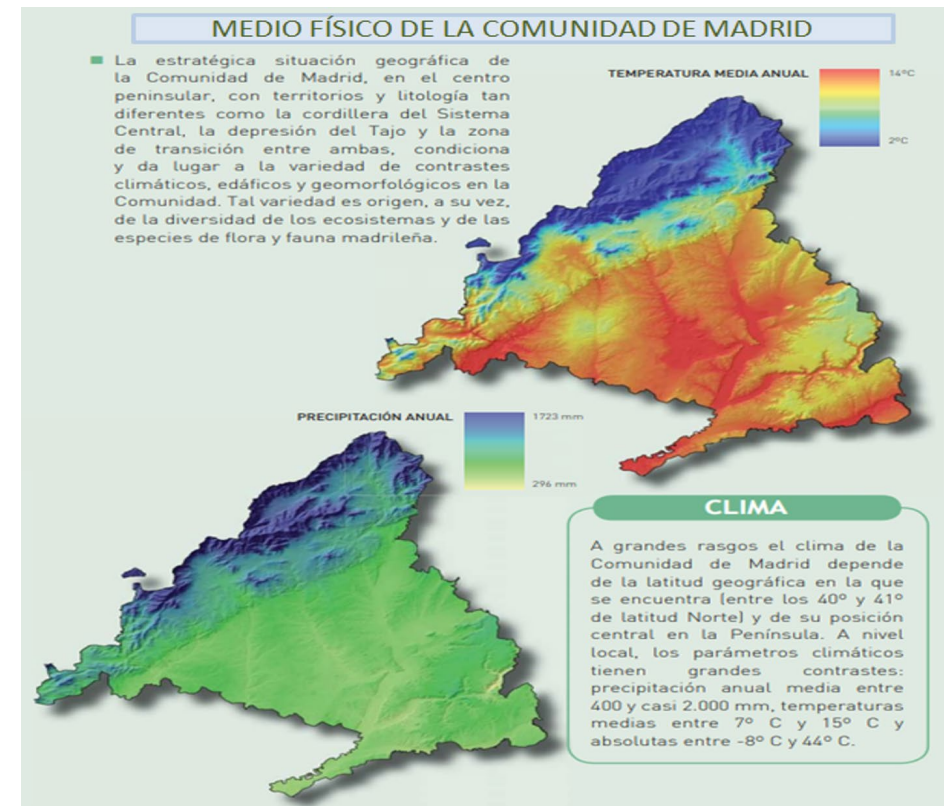 MEDIO FÍSICO DE LA COMUNIDAD DE MADRID
La estratégica situación geográfica de
la Comunidad de Madrid, en el centro
peninsular, con territorios y litología tan
diferentes como la cordillera del Sistema
Central, la depresión del Tajo y la zona
de transición entre ambas, condiciona
y da lugar a la variedad de contrastes
climáticos, edáficos y geomorfológicos en la
Comunidad. Tal variedad es origen, a su vez,
de la diversidad de los ecosistemas y de las
especies de flora y fauna madrileña.
TEMPERATURA MEDIA ANUAL
14ºC
2ºC
PRECIPITACIÓN ANUAL
1723 mm
296 mm
CLIMA
A grandes rasgos el clima de la
Comunidad de Madrid depende
de la latitud geográfica en la que
se encuentra (entre los 40º y 41º
de latitud Norte) y de su posición
central en la Península. A nivel
local, los parámetros climáticos
tienen grandes contrastes:
precipitación anual media entre
400 y casi 2.000 mm, temperaturas
medias entre 7º C y 15º C y
absolutas entre -8º C y 44º C.